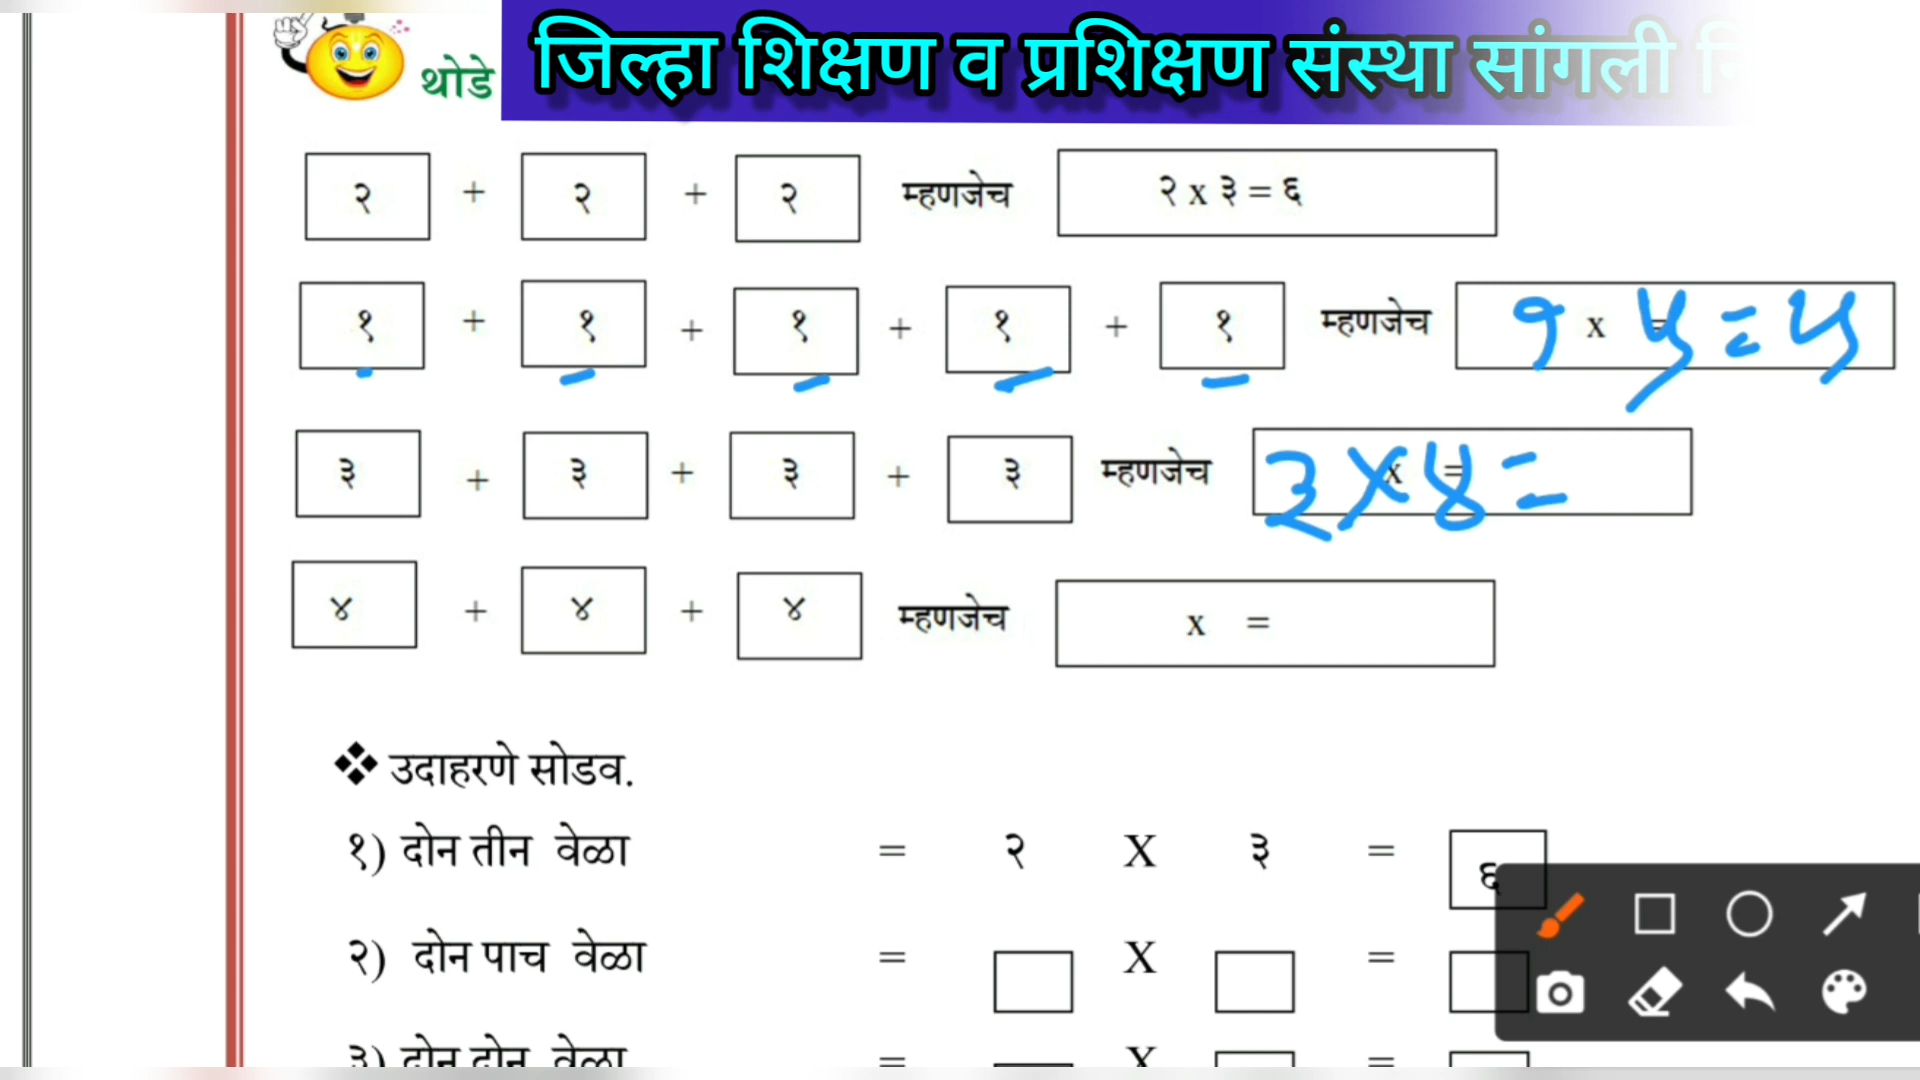 थोडे
जिल्हा शिक्षण व प्रशिक्षण संस्था सांगली
२ + २ + २ म्हणजेच २ x ३ = ६
१ + १ + १ + १ + १ म्हणजेच १ x ५ = ५
३ + ३ + ३ + ३ म्हणजेच ३ x ४ =
४ + ४ + ४ म्हणजेच x =
❖ उदाहरणे सोडव.
१) दोन तीन वेळा = २ X ३ = ६
२) दोन पाच वेळा = X =
३) दोन दोन वेळा = X =